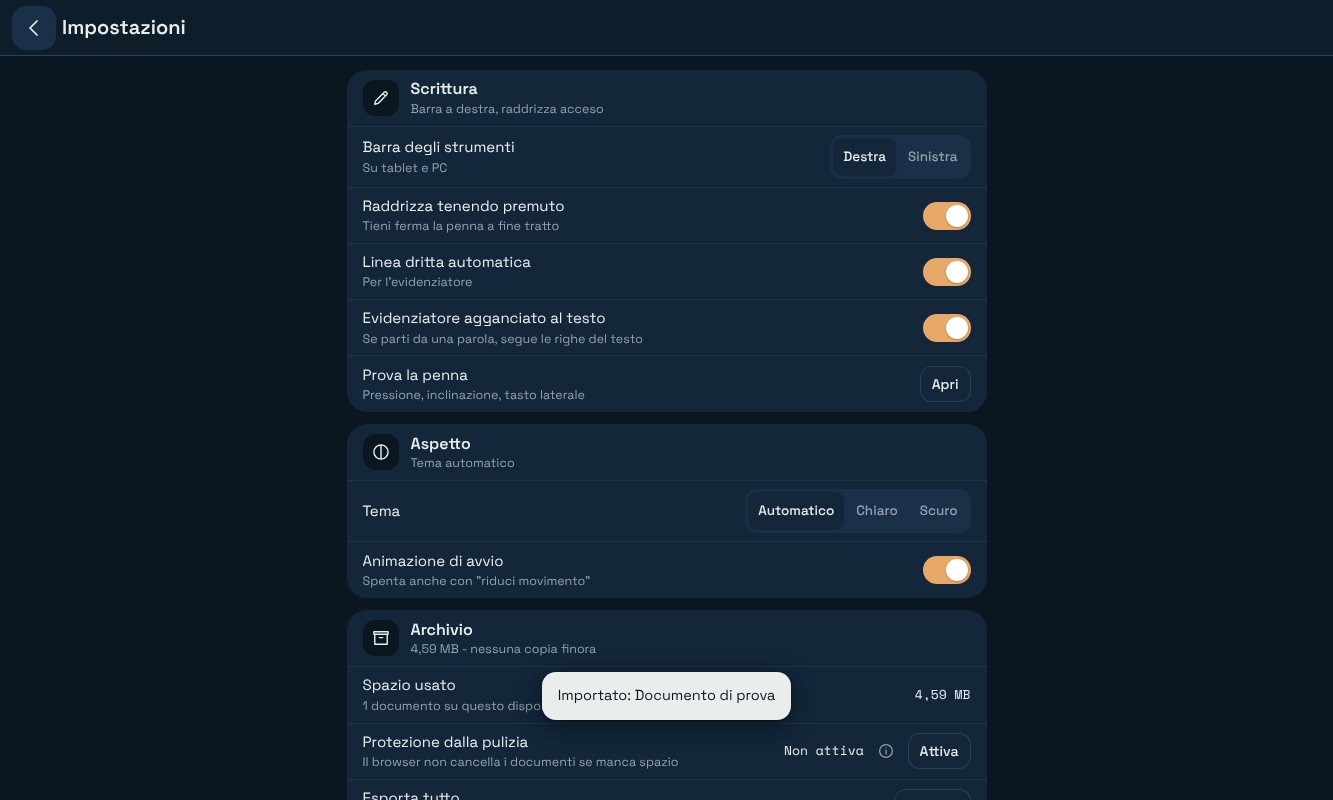 Impostazioni
Scrittura
Barra a destra, raddrizza acceso
Barra degli strumenti
Su tablet e PC
Destra
Sinistra
Raddrizza tenendo premuto
Tieni ferma la penna a fine tratto
Linea dritta automatica
Per l'evidenziatore
Evidenziatore agganciato al testo
Se parti da una parola, segue le righe del testo
Prova la penna
Pressione, inclinazione, tasto laterale
Apri
Aspetto
Tema automatico
Tema
Automatico
Chiaro
Scuro
Animazione di avvio
Spenta anche con "riduci movimento"
Archivio
4,59 MB - nessuna copia finora
Spazio usato
1 documento su questo dispo
4,59 MB
Importato: Documento di prova
Protezione dalla pulizia
Il browser non cancella i documenti se manca spazio
Non attiva
Attiva
Esporta tutto